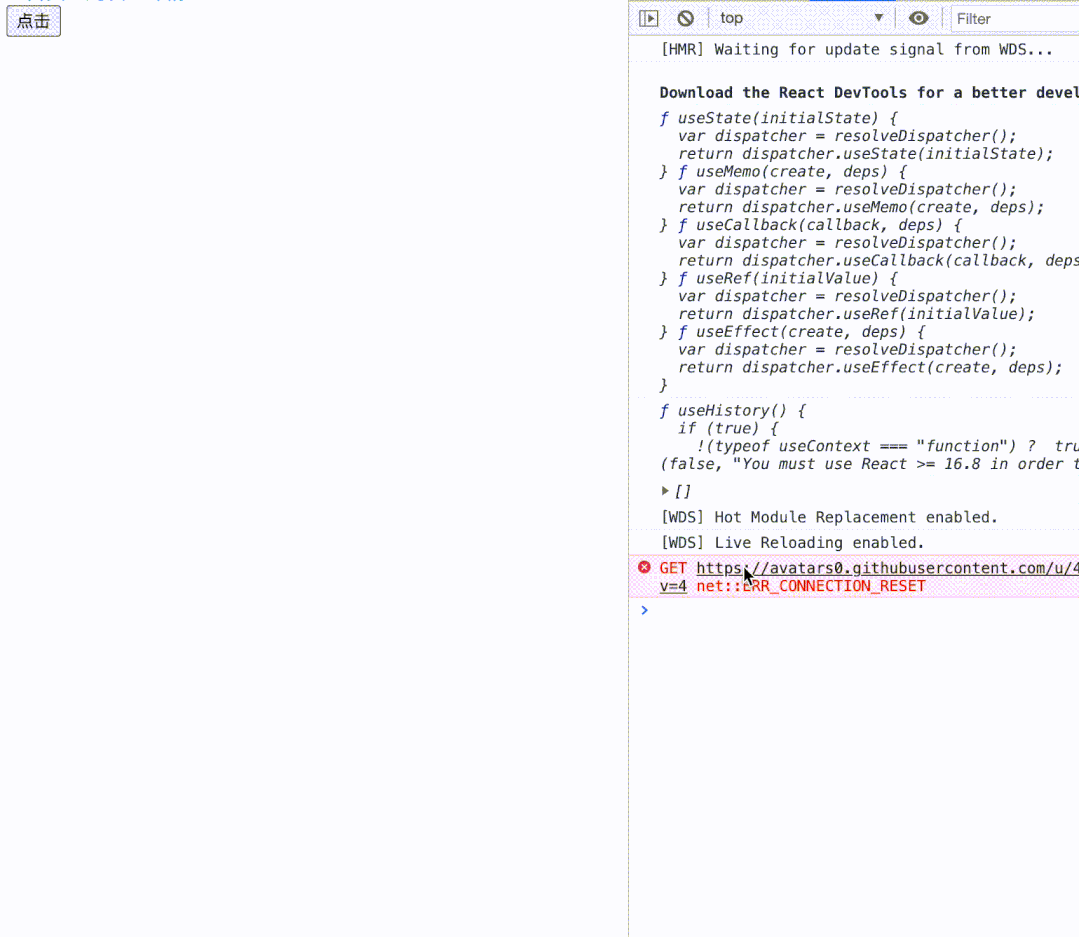 点击
top
Filter
[HMR] Waiting for update signal from WDS...
Download the React DevTools for a better devel
ƒ useState(initialState) {
var dispatcher = resolveDispatcher();
return dispatcher.useState(initialState);
} ƒ useMemo(create, deps) {
var dispatcher = resolveDispatcher();
return dispatcher.useMemo(create, deps);
} ƒ useCallback(callback, deps) {
var dispatcher = resolveDispatcher();
return dispatcher.useCallback(callback, deps
} ƒ useRef(initialValue) {
var dispatcher = resolveDispatcher();
return dispatcher.useRef(initialValue);
} ƒ useEffect(create, deps) {
var dispatcher = resolveDispatcher();
return dispatcher.useEffect(create, deps);
}
ƒ useHistory() {
if (true) {
!(typeof useContext === "function") ? tru
(false, "You must use React >= 16.8 in order t
[]
[WDS] Hot Module Replacement enabled.
[WDS] Live Reloading enabled.
GET https://avatars0.githubusercontent.com/u/4
v=4 net::ERR_CONNECTION_RESET